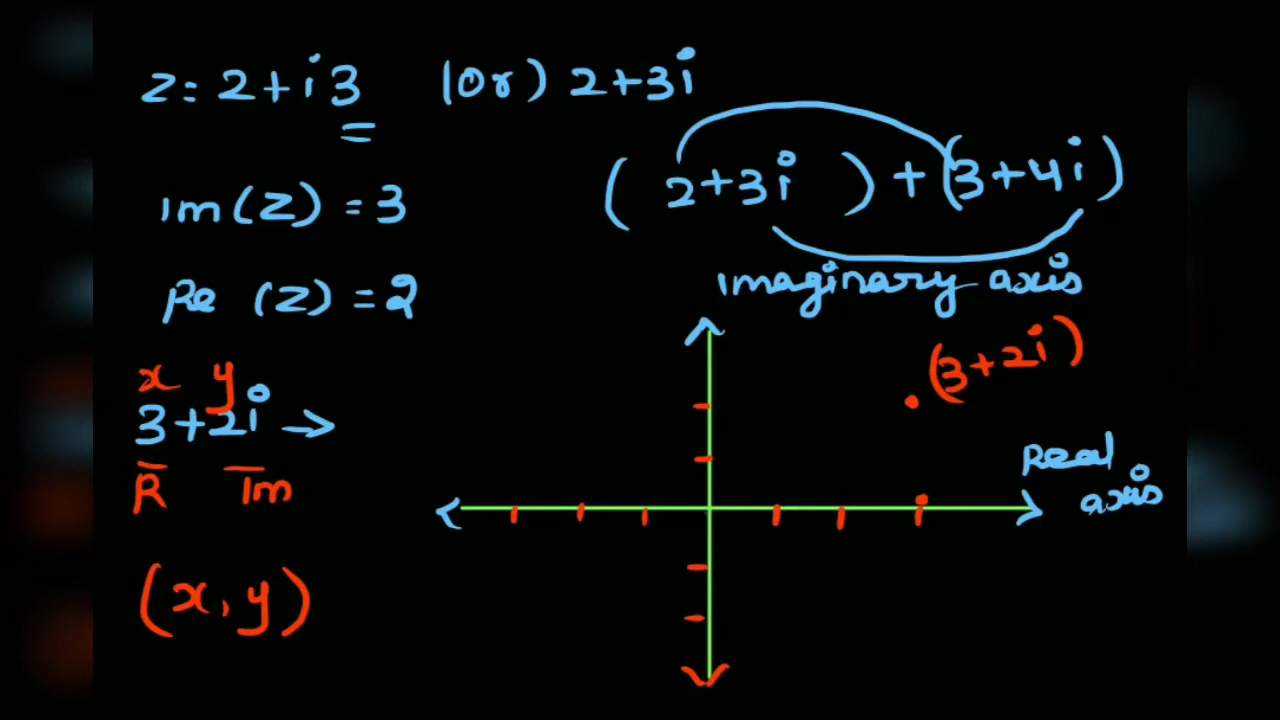 z = 2+i3 (or) 2+3i
(2+3i) + (3+4i)
im(z) = 3
Re (z) = 2
imaginary axis
(3+2i)
x y
3+2i →
R Im
Real
axis
(x, y)